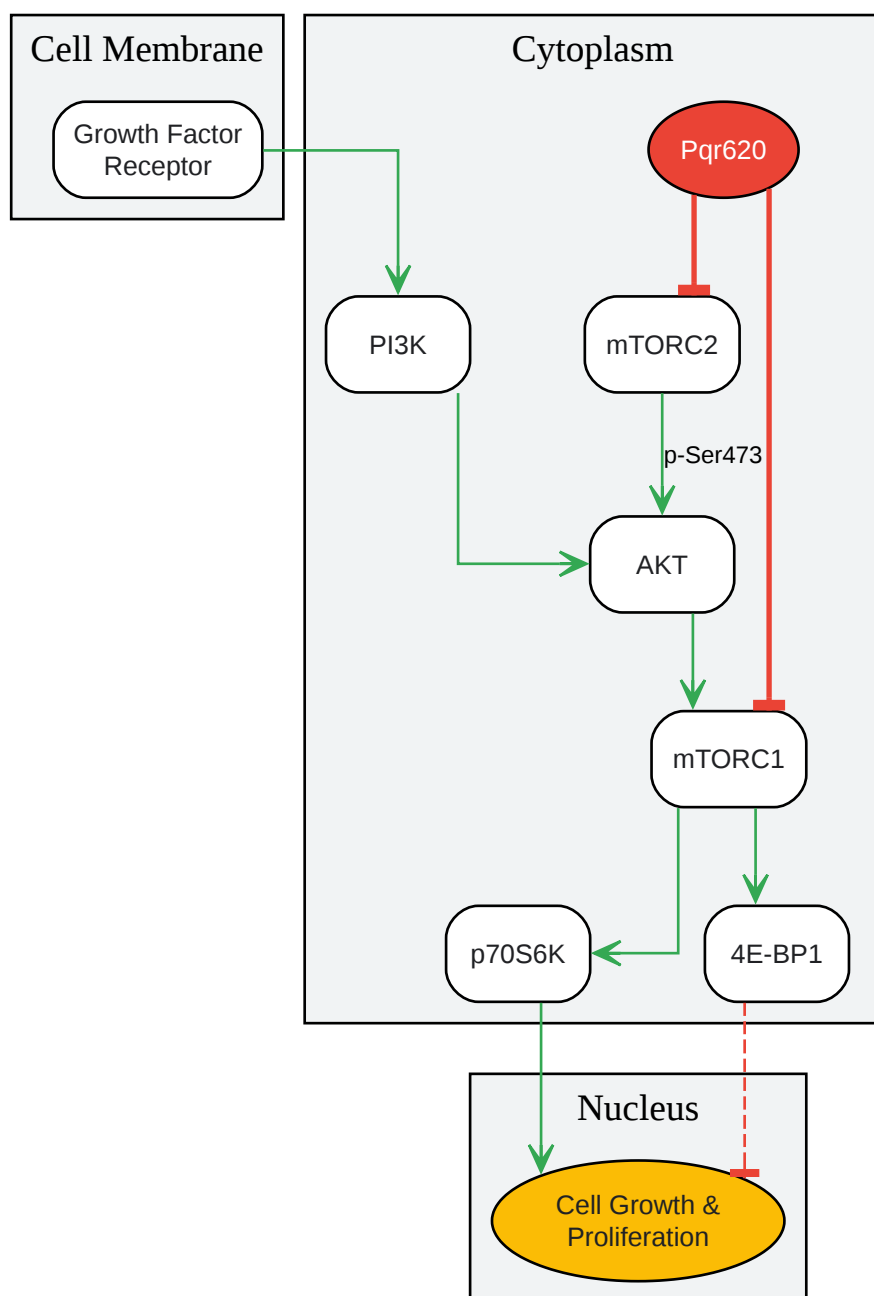 Cell Membrane
Cytoplasm
Growth Factor
Receptor
Pqr620
PI3K
mTORC2
p-Ser473
AKT
mTORC1
p70S6K
4E-BP1
Nucleus
Cell Growth &
Proliferation